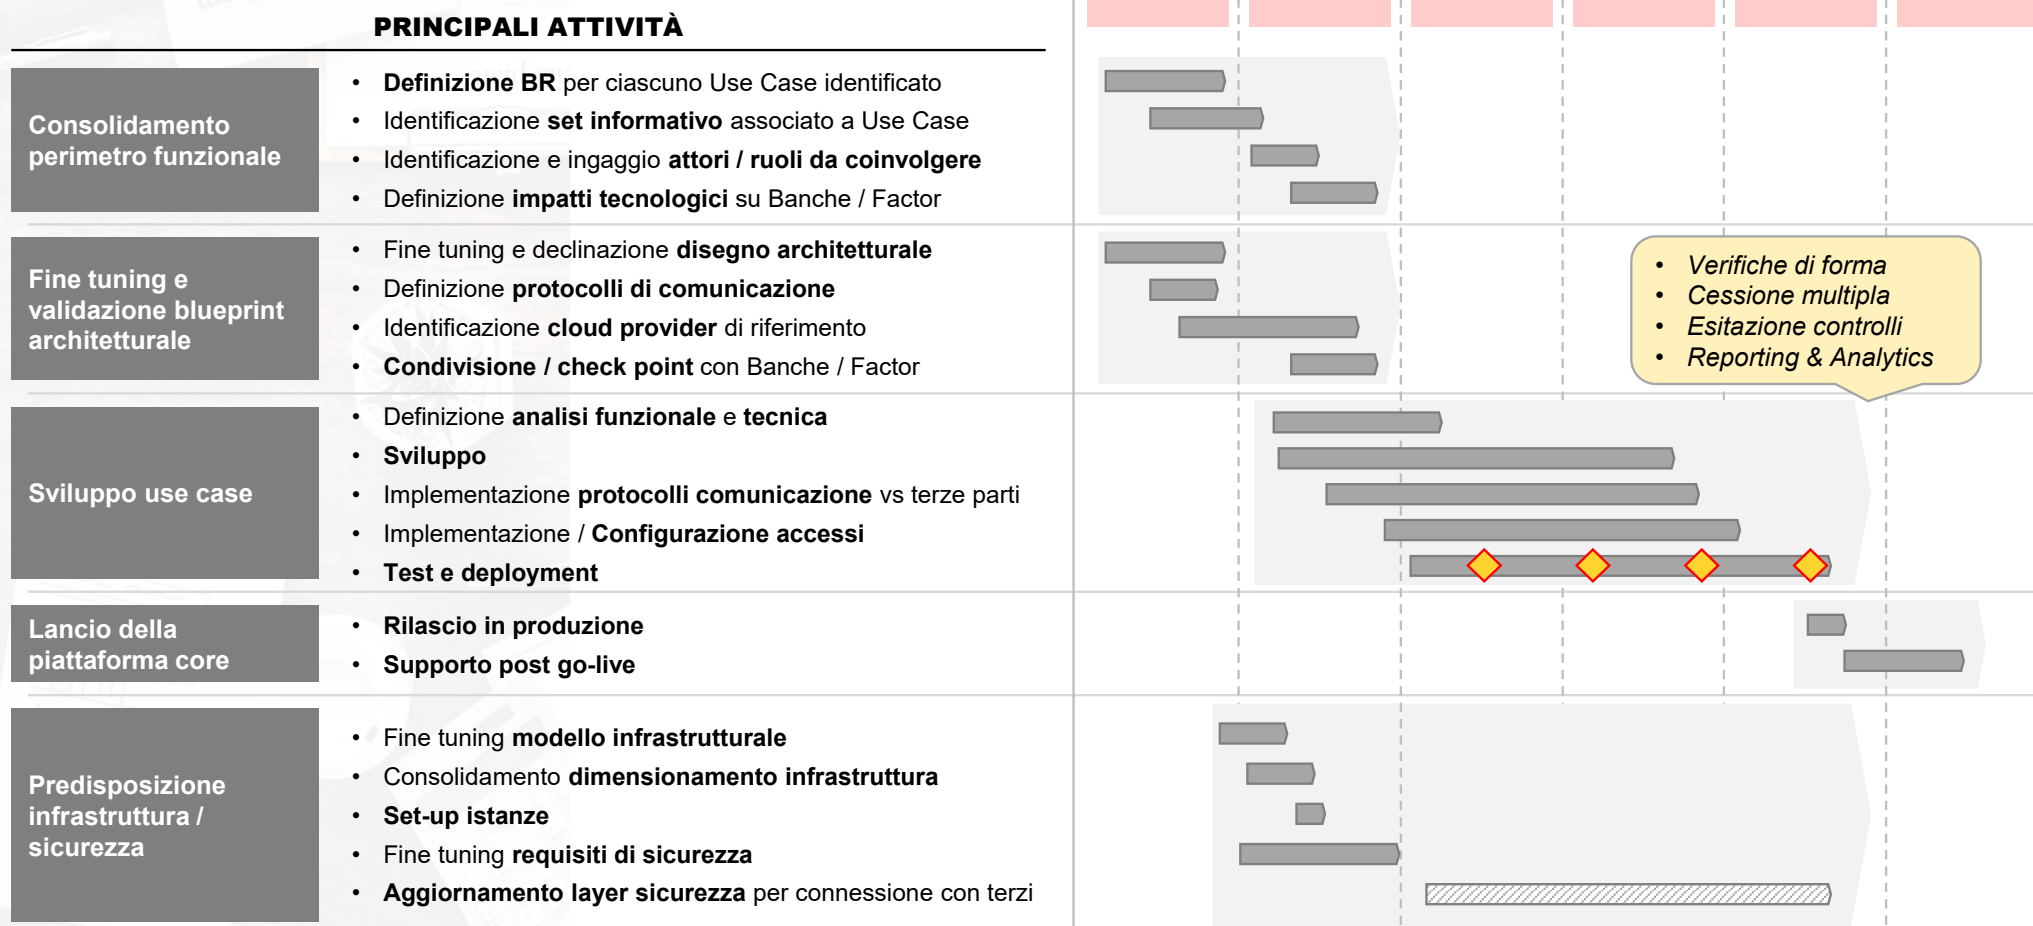 PRINCIPALI ATTIVITÀ
Consolidamento
perimetro funzionale
• Definizione BR per ciascuno Use Case identificato
• Identificazione set informativo associato a Use Case
• Identificazione e ingaggio attori / ruoli da coinvolgere
• Definizione impatti tecnologici su Banche / Factor
Fine tuning e
validazione blueprint
architetturale
• Fine tuning e declinazione disegno architetturale
• Definizione protocolli di comunicazione
• Identificazione cloud provider di riferimento
• Condivisione / check point con Banche / Factor
• Verifiche di forma
• Cessione multipla
• Esitazione controlli
• Reporting & Analytics
Sviluppo use case
• Definizione analisi funzionale e tecnica
• Sviluppo
• Implementazione protocolli comunicazione vs terze parti
• Implementazione / Configurazione accessi
• Test e deployment
Lancio della
piattaforma core
• Rilascio in produzione
• Supporto post go-live
Predisposizione
infrastruttura /
sicurezza
• Fine tuning modello infrastrutturale
• Consolidamento dimensionamento infrastruttura
• Set-up istanze
• Fine tuning requisiti di sicurezza
• Aggiornamento layer sicurezza per connessione con terzi